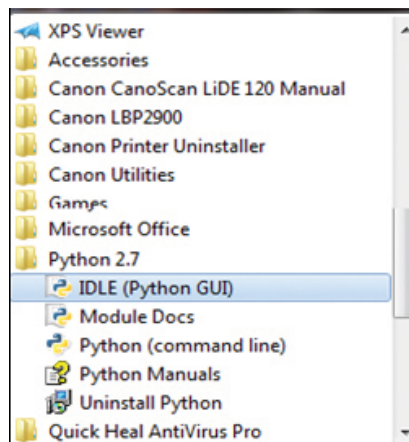 XPS Viewer
Accessories
Canon CanoScan LiDE 120 Manual
Canon LBP2900
Canon Printer Uninstaller
Canon Utilities
Games
Microsoft Office
Python 2.7
IDLE (Python GUI)
Module Docs
Python (command line)
Python Manuals
Uninstall Python
Quick Heal AntiVirus Pro